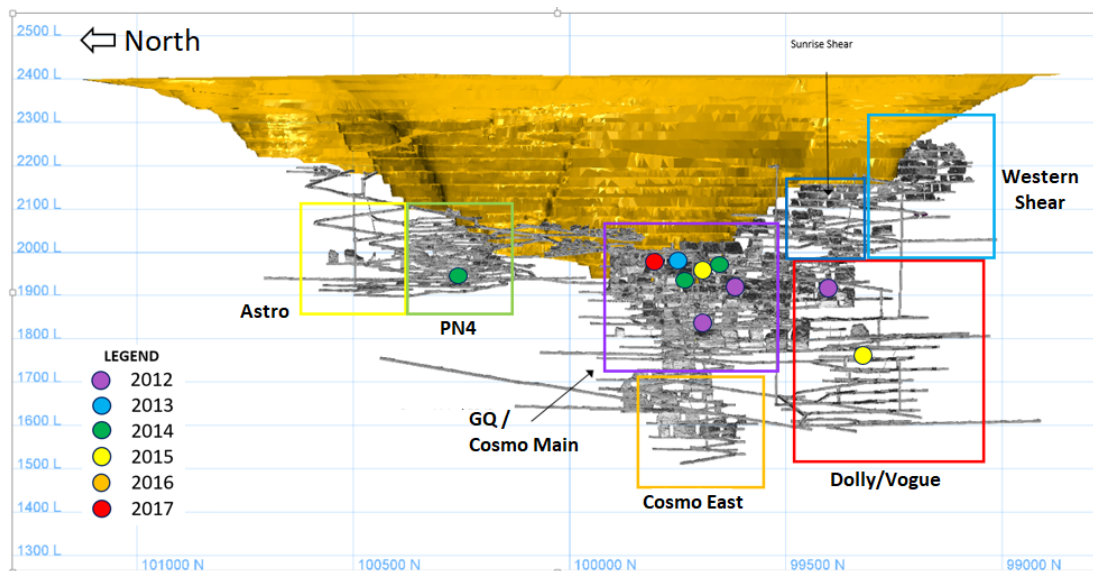 2500 L
North
Sunrise Shear
2400 L
2300 L
2200 L
Western
Shear
2100 L
2000 L
1900 L
Astro
PN4
1800 L
LEGEND
2012
1700 L
2013
2014
GQ /
Cosmo Main
1600 L
2015
2016
Dolly/Vogue
1500 L
Cosmo East
2017
1400 L
1300 L
101000 N
100500 N
100000 N
99500 N
99000 N